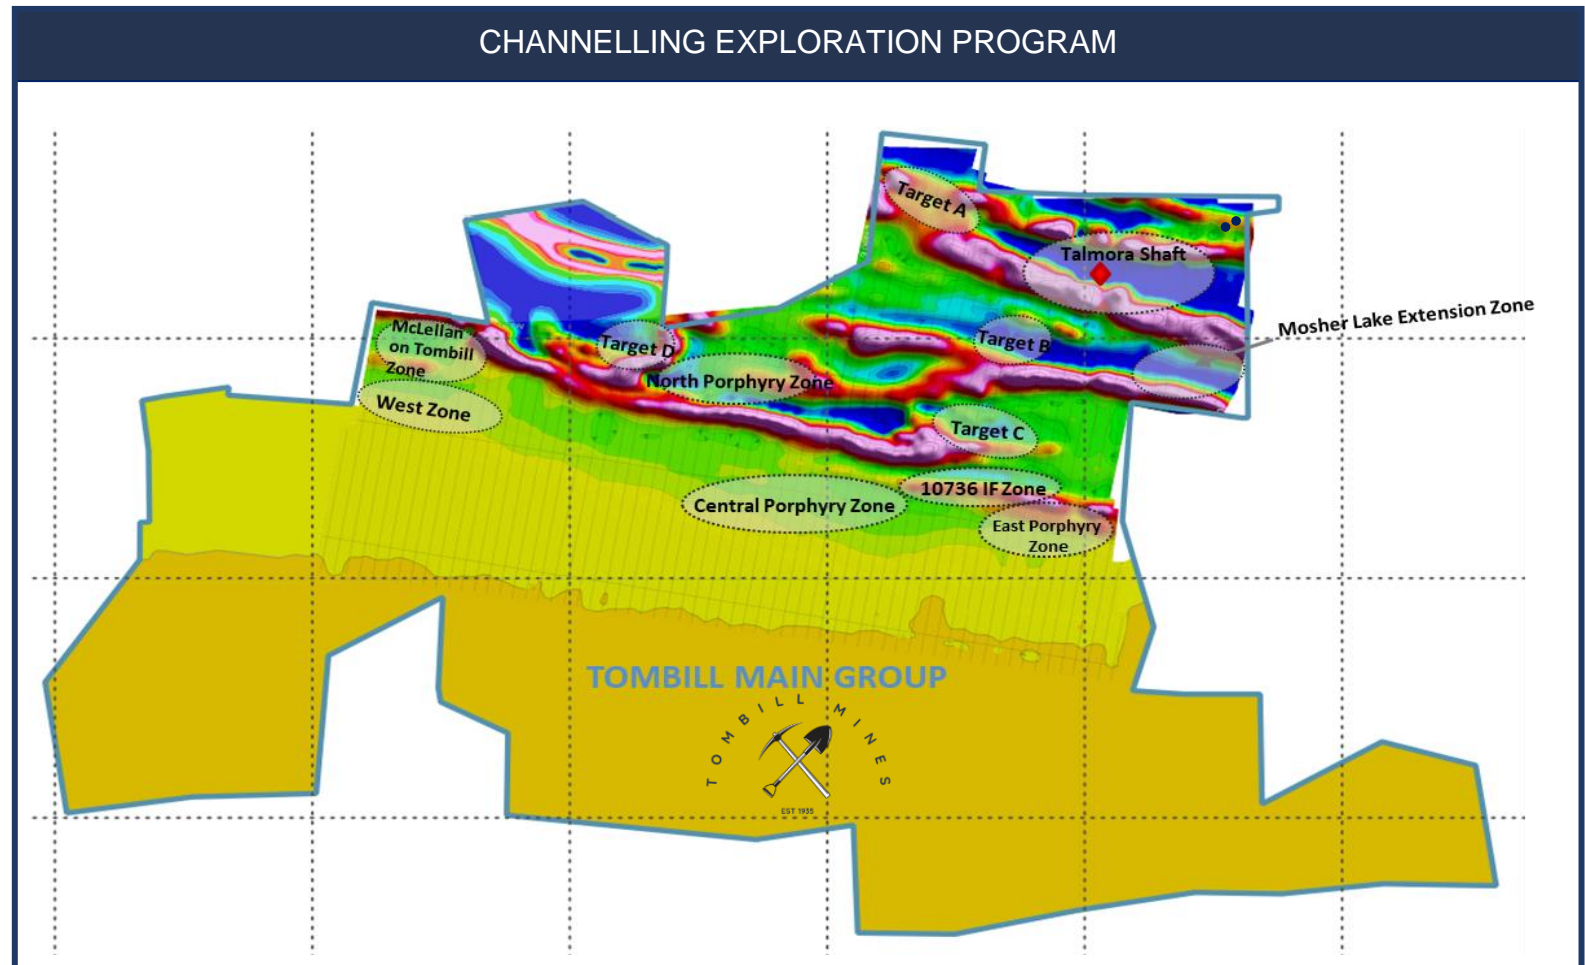 CHANNELLING EXPLORATION PROGRAM
Target A
Talmora Shaft
Mosher Lake Extension Zone
McLellan
on Tombill
Zone
Target D
Target B
North Porphyry Zone
West Zone
Target C
10736 IF Zone
Central Porphyry Zone
East Porphyry
Zone
TOMBILL MAIN GROUP
TOMBILL MINES
EST 1935